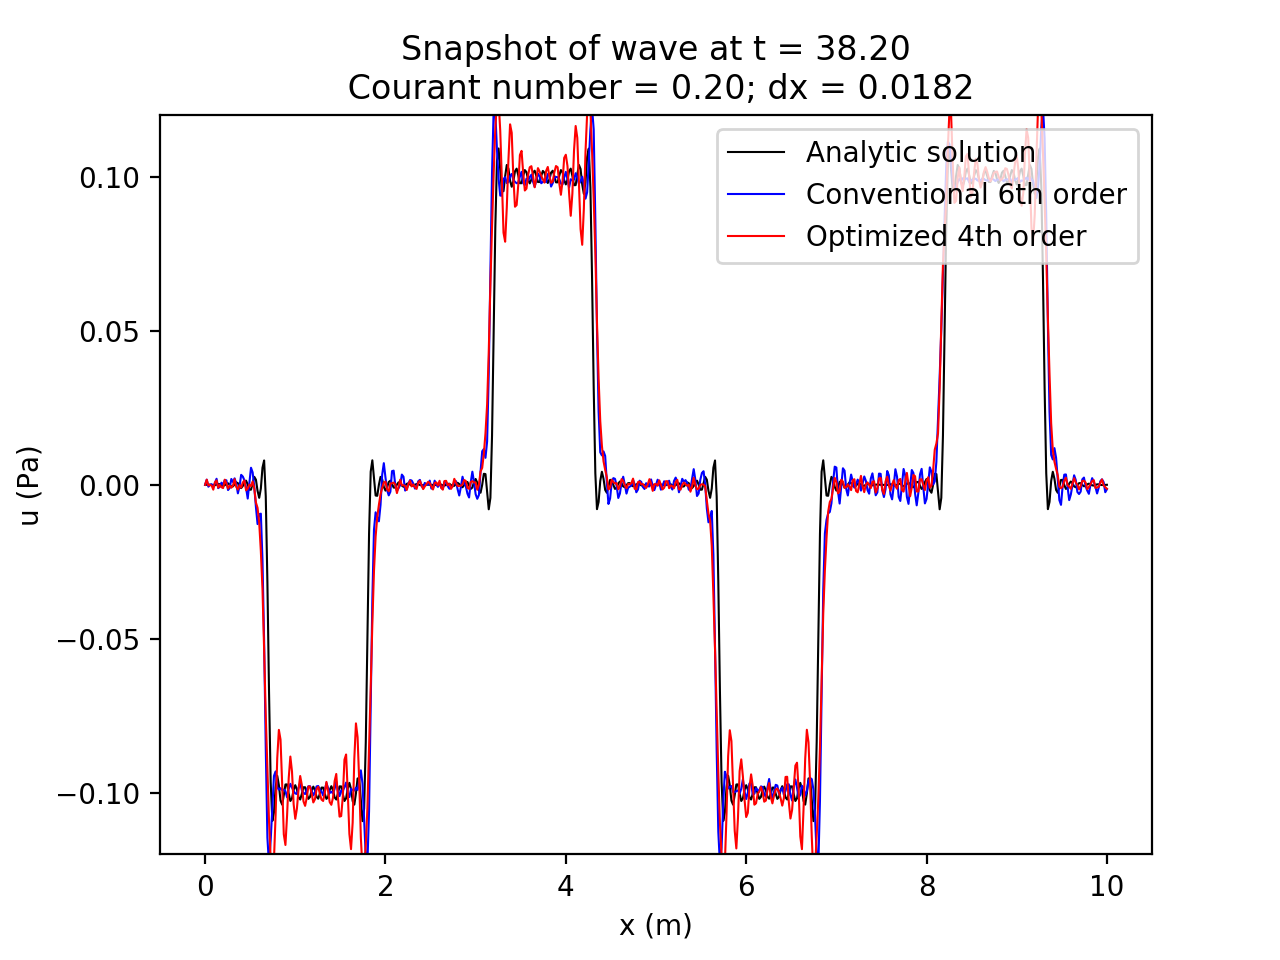 Snapshot of wave at t = 38.20
Courant number = 0.20; dx = 0.0182
Analytic solution
Conventional 6th order
Optimized 4th order
0.10
0.05
0.00
−0.05
−0.10
u (Pa)
0 2 4 6 8 10
x (m)